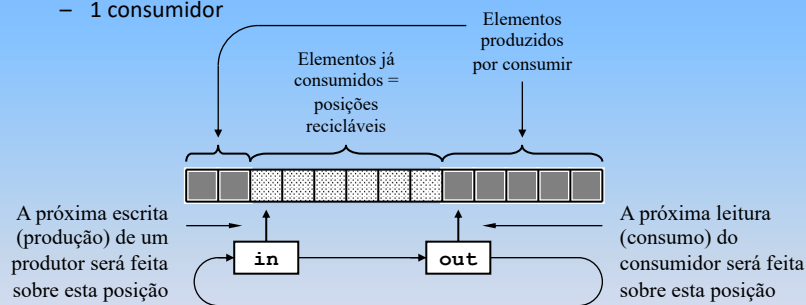 – 1 consumidor
Elementos
produzidos
por consumir
Elementos já
consumidos =
posições
recicláveis
A próxima escrita
(produção) de um
produtor será feita
sobre esta posição
in
out
A próxima leitura
(consumo) do
consumidor será feita
sobre esta posição